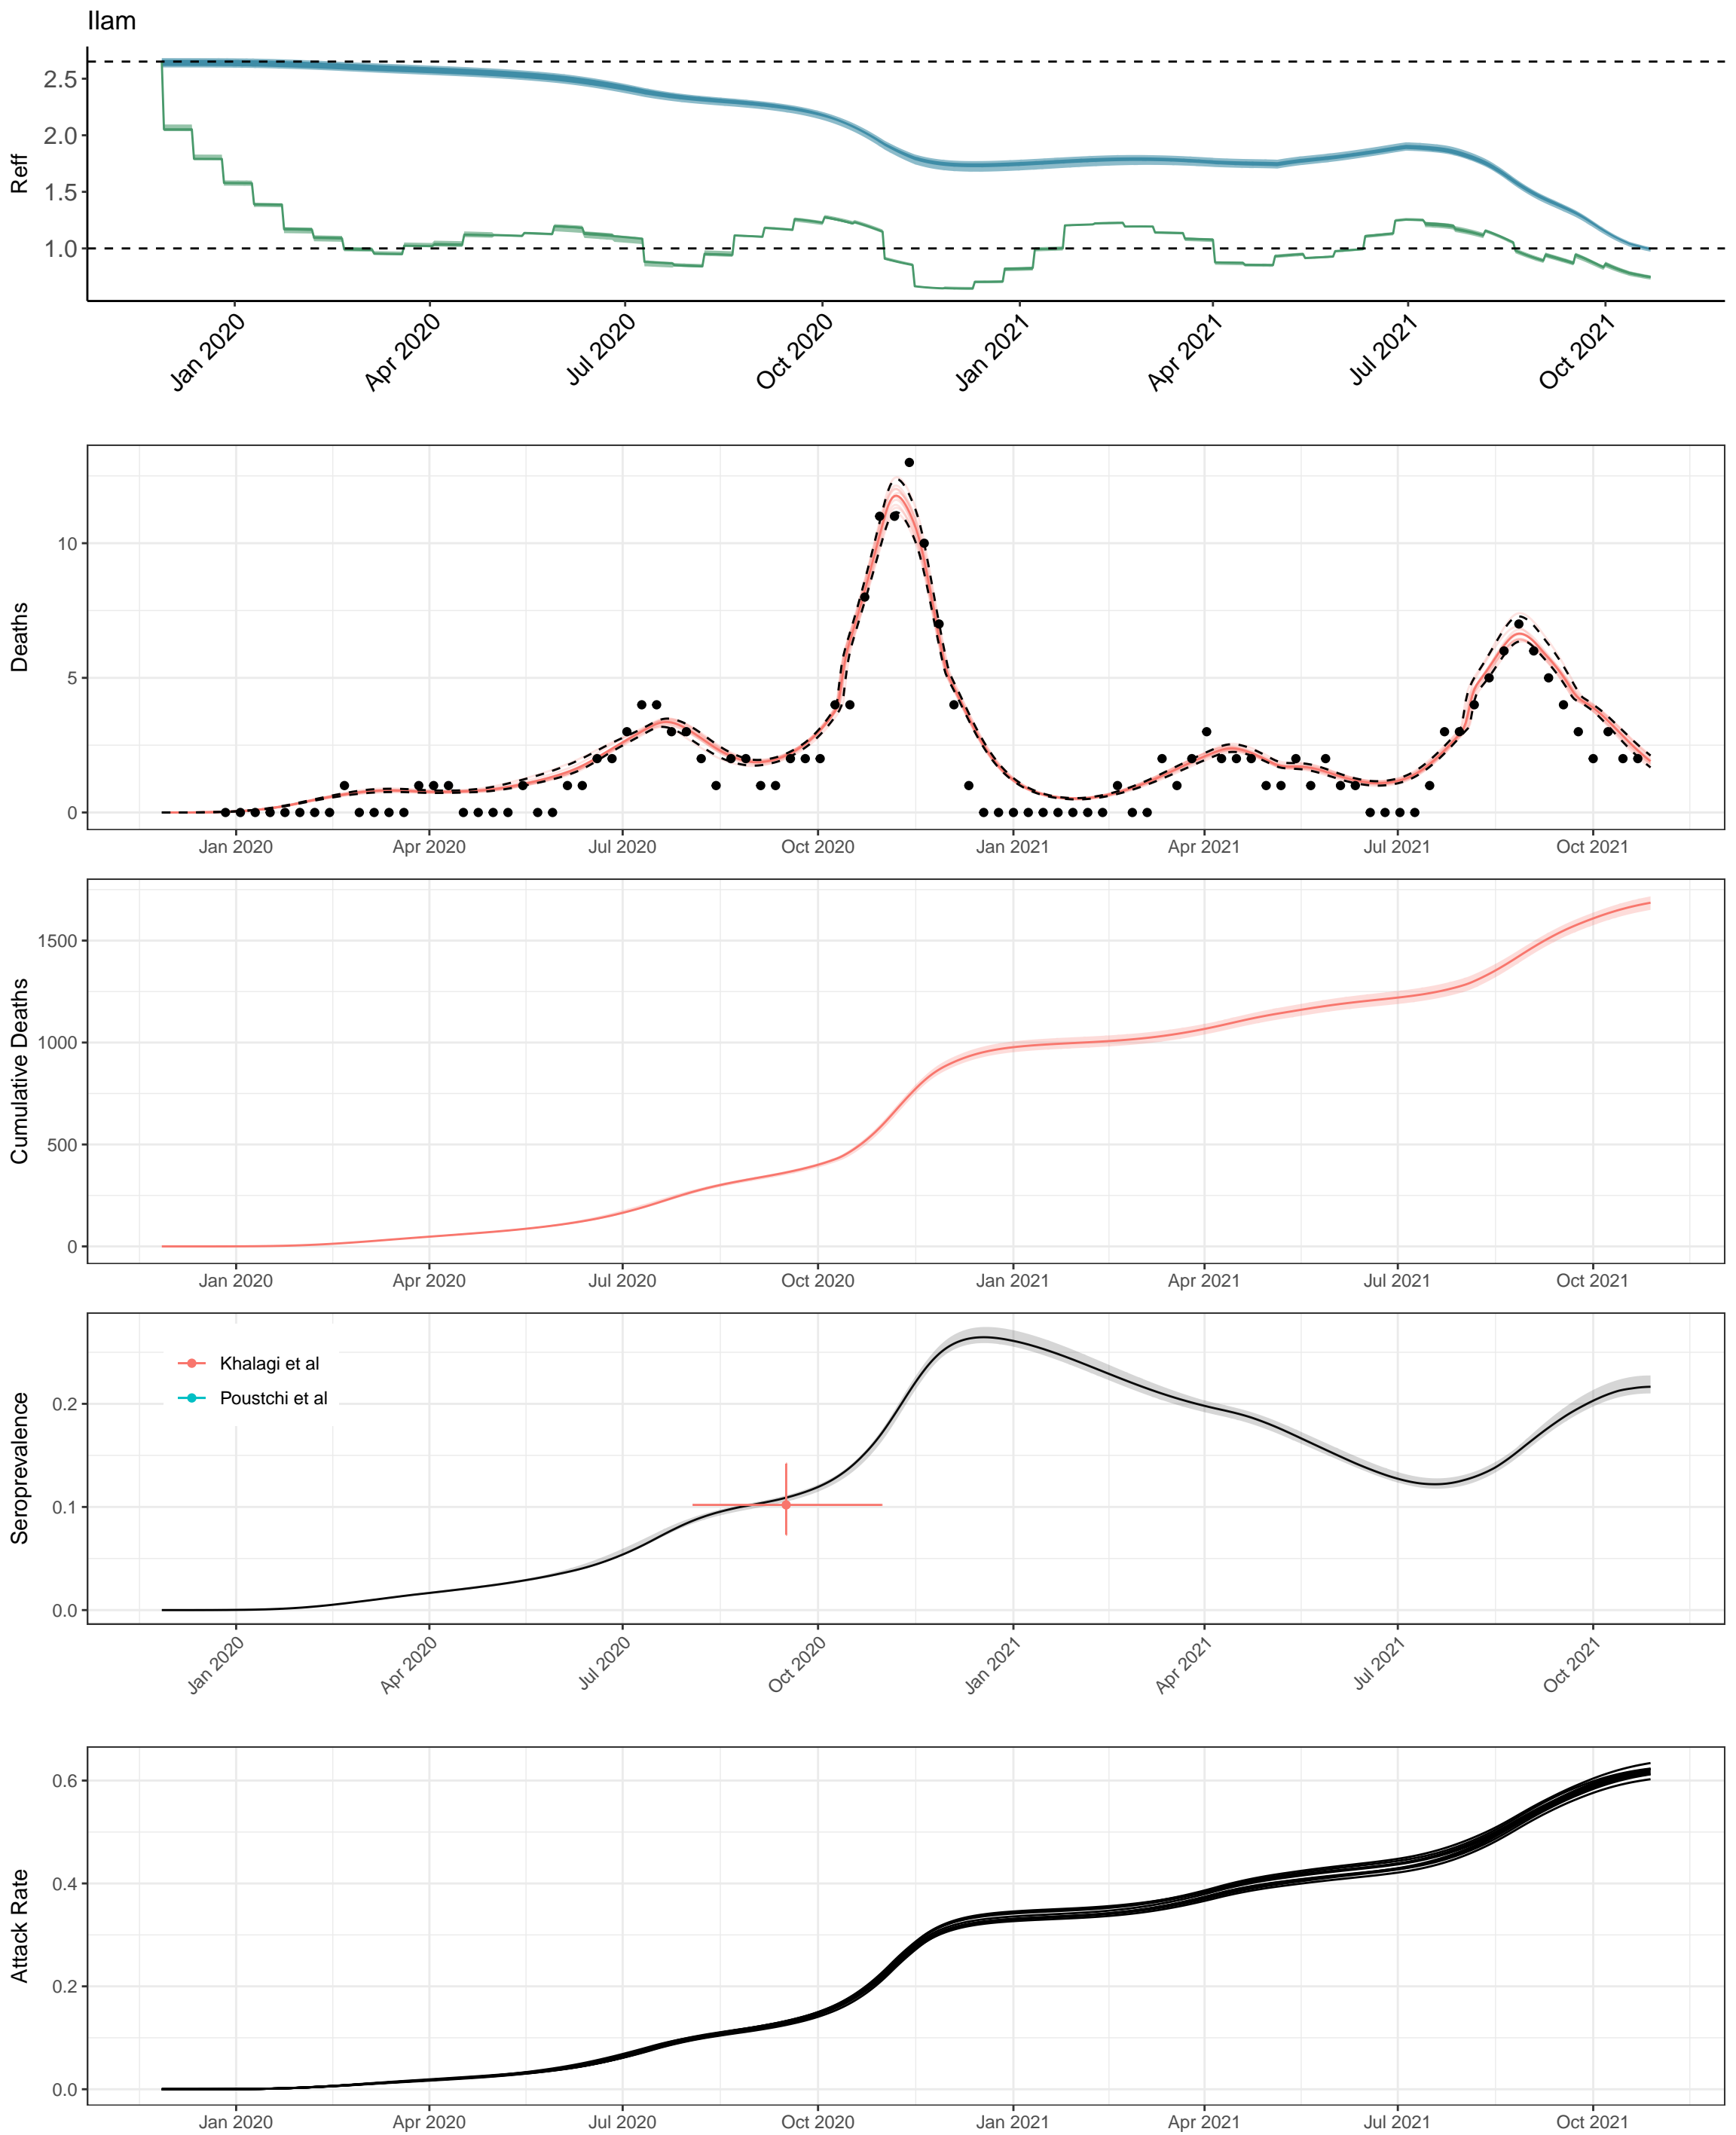 Ilam
Reff
2.5
2.0
1.5
1.0
Jan 2020
Apr 2020
Jul 2020
Oct 2020
Jan 2021
Apr 2021
Jul 2021
Oct 2021
Deaths
10
5
0
Jan 2020
Apr 2020
Jul 2020
Oct 2020
Jan 2021
Apr 2021
Jul 2021
Oct 2021
Cumulative Deaths
1500
1000
500
0
Jan 2020
Apr 2020
Jul 2020
Oct 2020
Jan 2021
Apr 2021
Jul 2021
Oct 2021
Seroprevalence
0.2
0.1
0.0
Khalagi et al
Poustchi et al
Jan 2020
Apr 2020
Jul 2020
Oct 2020
Jan 2021
Apr 2021
Jul 2021
Oct 2021
Attack Rate
0.6
0.4
0.2
0.0
Jan 2020
Apr 2020
Jul 2020
Oct 2020
Jan 2021
Apr 2021
Jul 2021
Oct 2021